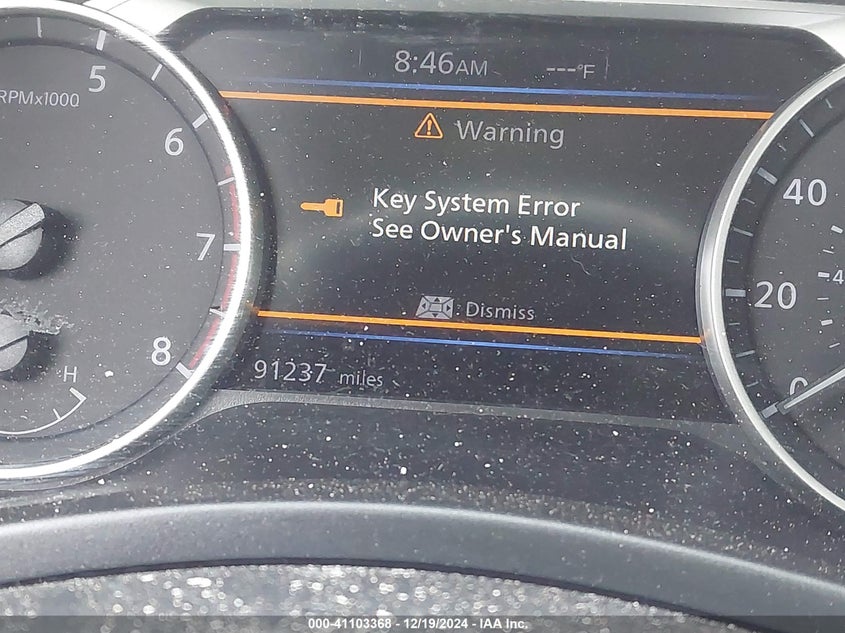 8:46AM ---°F
5
RPMx1000
6
Warning
40
Key System Error
See Owner's Manual
7
20
: Dismiss
8
H
91237 miles
0
000-41103368 - 12/19/2024 - IAA Inc.